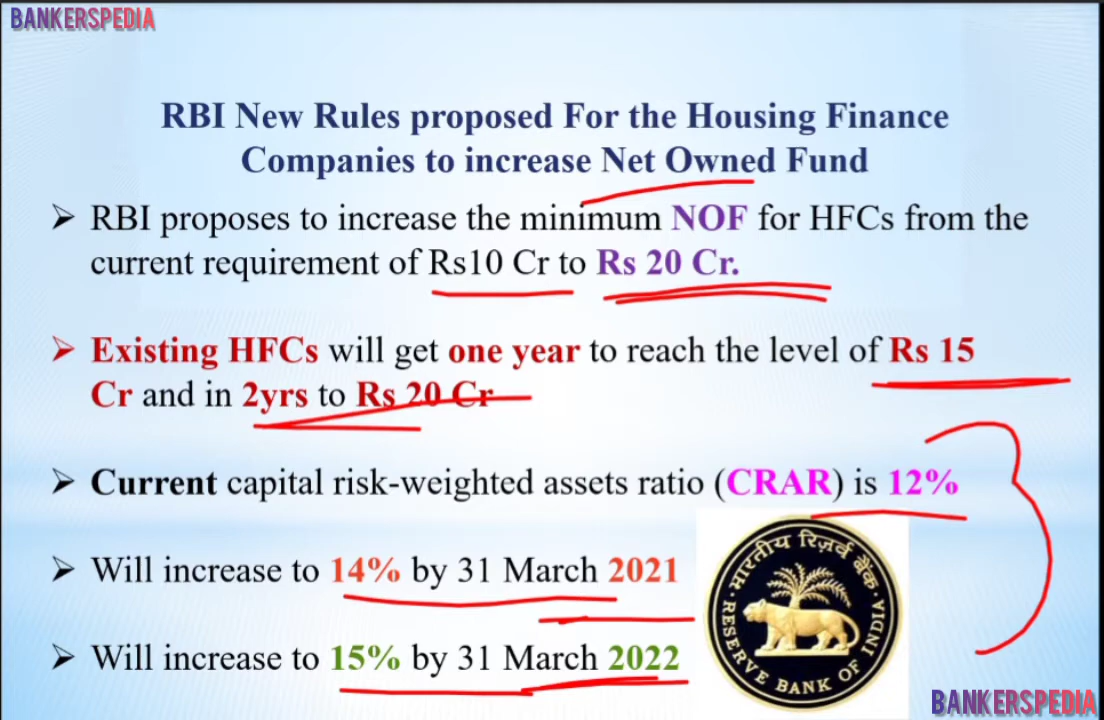 BANKERSPEDIA
RBI New Rules proposed For the Housing Finance
Companies to increase Net Owned Fund
➤ RBI proposes to increase the minimum NOF for HFCs from the
current requirement of Rs10 Cr to Rs 20 Cr.
➤ Existing HFCs will get one year to reach the level of Rs 15
Cr and in 2yrs to Rs 20 Cr
➤ Current capital risk-weighted assets ratio (CRAR) is 12%
➤ Will increase to 14% by 31 March 2021
➤ Will increase to 15% by 31 March 2022
भारतीय रिज़र्व बैंक
RESERVE BANK OF INDIA
BANKERSPEDIA